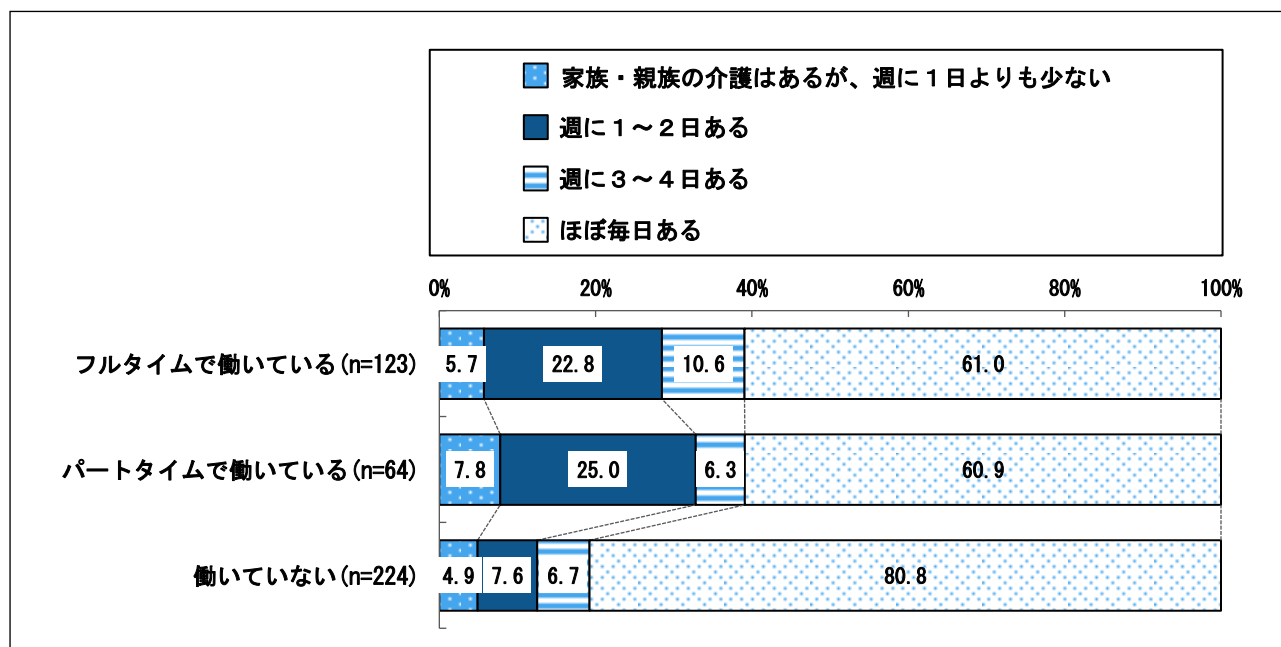 家族・親族の介護はあるが、週に１日よりも少ない
週に１～２日ある
週に３～４日ある
ほぼ毎日ある
0% 20% 40% 60% 80% 100%
フルタイムで働いている(n=123) 5.7 22.8 10.6 61.0
パートタイムで働いている(n=64) 7.8 25.0 6.3 60.9
働いていない(n=224) 4.9 7.6 6.7 80.8